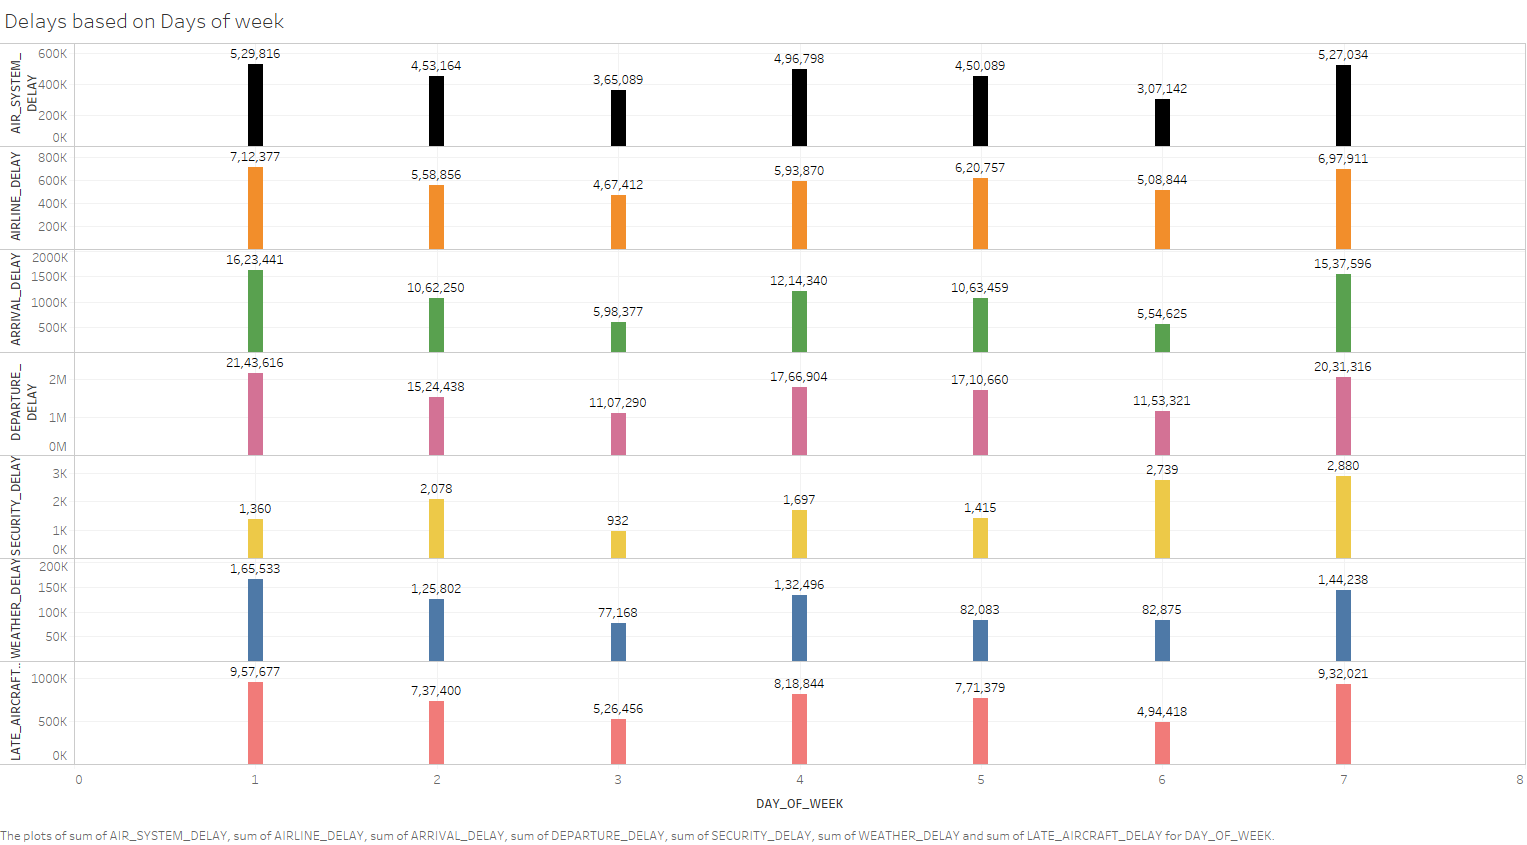 Delays based on Days of week
AIR_SYSTEM_
DELAY
600K
400K
200K
0K
5,29,816
4,53,164
3,65,089
4,96,798
4,50,089
3,07,142
5,27,034
AIRLINE_DELAY
800K
600K
400K
200K
7,12,377
5,58,856
4,67,412
5,93,870
6,20,757
5,08,844
6,97,911
ARRIVAL_DELAY
2000K
1500K
1000K
500K
16,23,441
10,62,250
5,98,377
12,14,340
10,63,459
5,54,625
15,37,596
DEPARTURE_
DELAY
2M
1M
0M
21,43,616
15,24,438
11,07,290
17,66,904
17,10,660
11,53,321
20,31,316
SECURITY_DELAY
3K
2K
1K
0K
1,360
2,078
932
1,697
1,415
2,739
2,880
WEATHER_DELAY
200K
150K
100K
50K
1,65,533
1,25,802
77,168
1,32,496
82,083
82,875
1,44,238
LATE_AIRCRAFT..
1000K
500K
0K
9,57,677
7,37,400
5,26,456
8,18,844
7,71,379
4,94,418
9,32,021
0 1 2 3 4 5 6 7 8
DAY_OF_WEEK
The plots of sum of AIR_SYSTEM_DELAY, sum of AIRLINE_DELAY, sum of ARRIVAL_DELAY, sum of DEPARTURE_DELAY, sum of SECURITY_DELAY, sum of WEATHER_DELAY and sum of LATE_AIRCRAFT_DELAY for DAY_OF_WEEK.